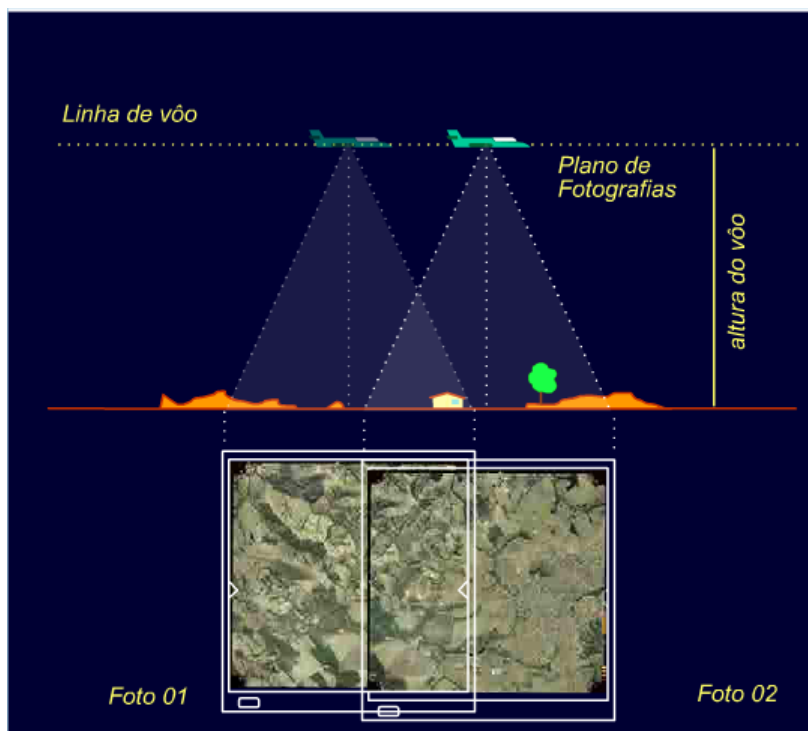 Linha de vôo
Plano de
Fotografias
altura do vôo
Foto 01
Foto 02